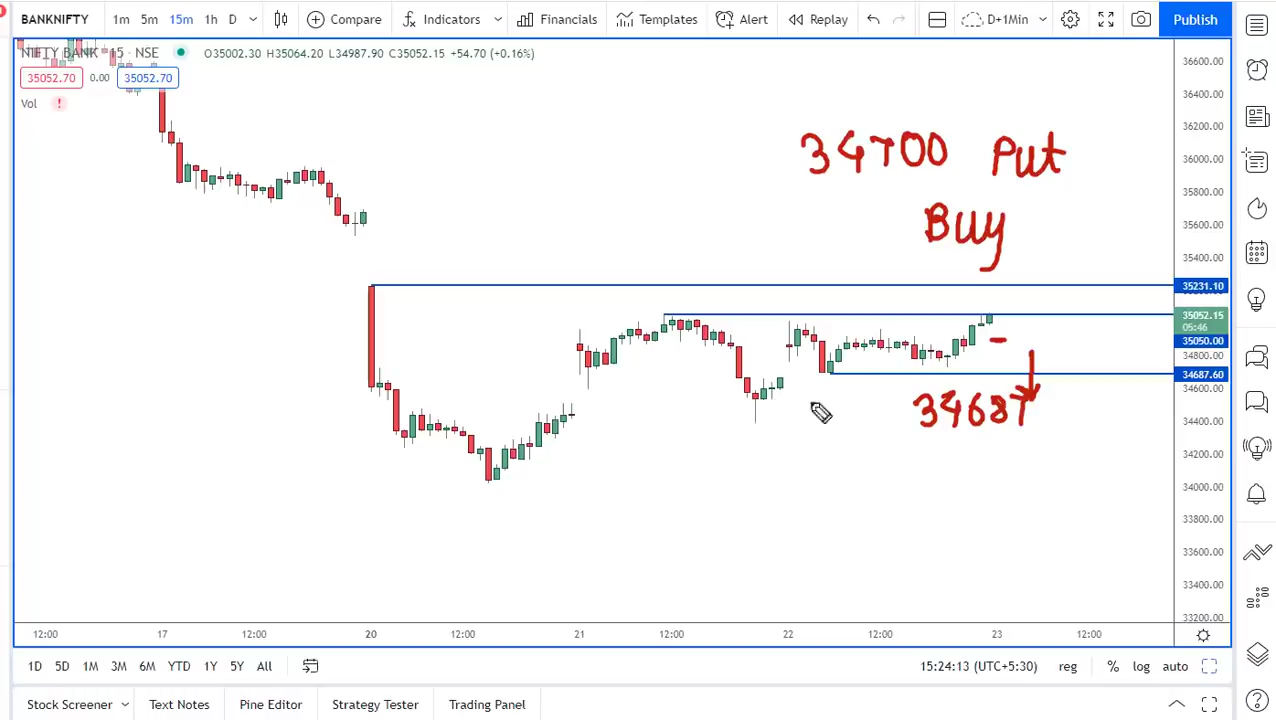 BANKNIFTY 1m 5m 15m 1h D Compare Indicators Financials Templates Alert Replay D+1Min Publish
NIFTY BANK · 15 · NSE O35002.30 H35064.20 L34987.90 C35052.15 +54.70 (+0.16%)
35052.70 0.00 35052.70
Vol !
34700 Put
Buy
34687
36600.00
36400.00
36200.00
36000.00
35800.00
35600.00
35400.00
35231.10
35052.15
05:46
35050.00
34800.00
34687.60
34600.00
34400.00
34200.00
34000.00
33800.00
33600.00
33400.00
33200.00
12:00 17 12:00 20 12:00 21 12:00 22 12:00 23 12:00
1D 5D 1M 3M 6M YTD 1Y 5Y All 15:24:13 (UTC+5:30) reg % log auto
Stock Screener Text Notes Pine Editor Strategy Tester Trading Panel